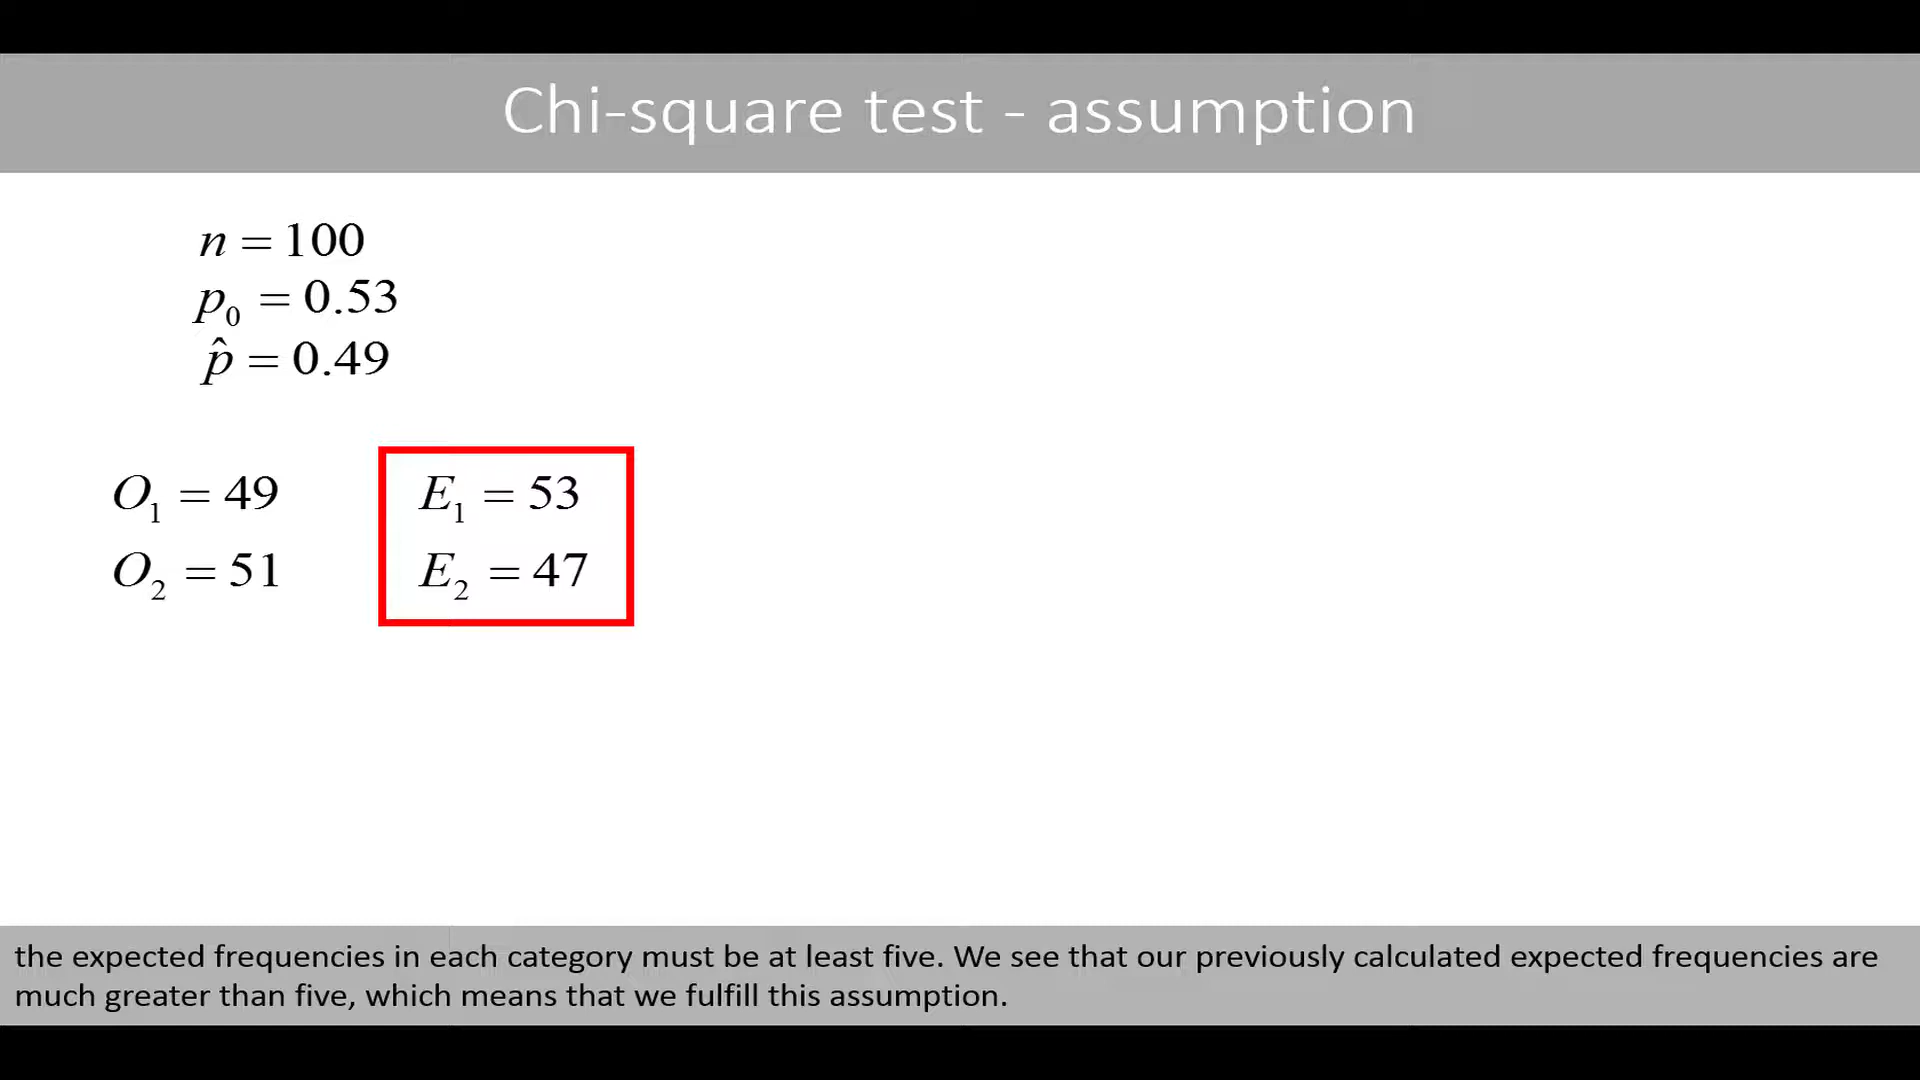 Chi-square test - assumption
n = 100
p₀ = 0.53
p̂ = 0.49
O₁ = 49 E₁ = 53
O₂ = 51 E₂ = 47
the expected frequencies in each category must be at least five. We see that our previously calculated expected frequencies are
much greater than five, which means that we fulfill this assumption.